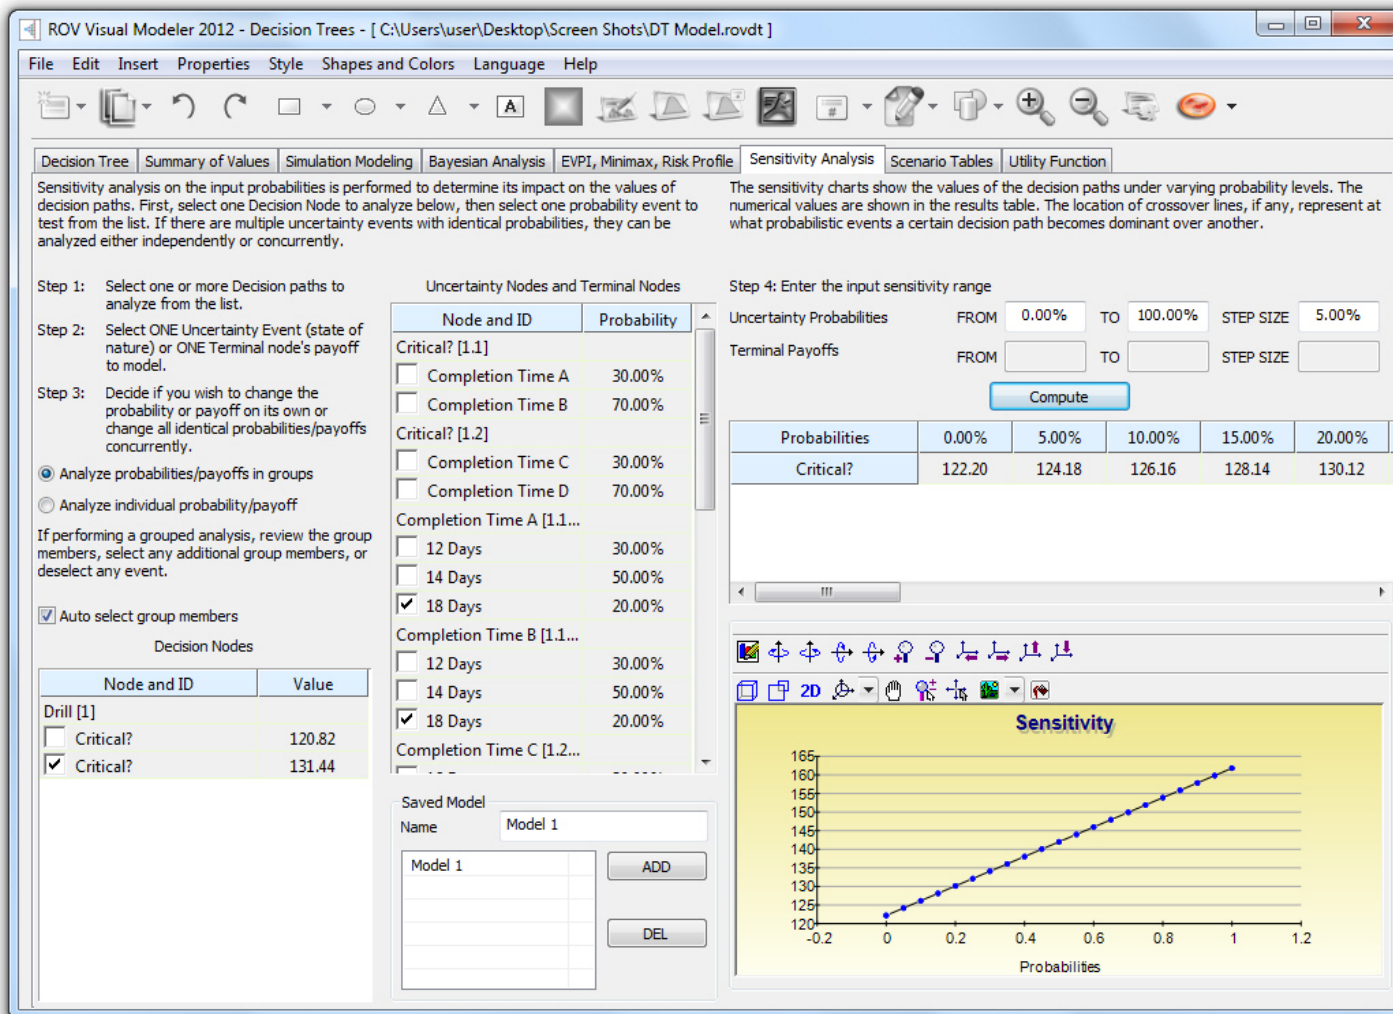 ROV Visual Modeler 2012 - Decision Trees - [ C:\Users\user\Desktop\Screen Shots\DT Model.rovdt ]
File Edit Insert Properties Style Shapes and Colors Language Help
A #
Decision Tree Summary of Values Simulation Modeling Bayesian Analysis EVPI, Minimax, Risk Profile Sensitivity Analysis Scenario Tables Utility Function
Sensitivity analysis on the input probabilities is performed to determine its impact on the values of
decision paths. First, select one Decision Node to analyze below, then select one probability event to
test from the list. If there are multiple uncertainty events with identical probabilities, they can be
analyzed either independently or concurrently.
Step 1: Select one or more Decision paths to
analyze from the list.
Step 2: Select ONE Uncertainty Event (state of
nature) or ONE Terminal node's payoff
to model.
Step 3: Decide if you wish to change the
probability or payoff on its own or
change all identical probabilities/payoffs
concurrently.
Analyze probabilities/payoffs in groups
Analyze individual probability/payoff
If performing a grouped analysis, review the group
members, select any additional group members, or
deselect any event.
Auto select group members
Decision Nodes
Node and ID Value
Drill [1]
Critical? 120.82
Critical? 131.44
Uncertainty Nodes and Terminal Nodes
Node and ID Probability
Critical? [1.1]
Completion Time A 30.00%
Completion Time B 70.00%
Critical? [1.2]
Completion Time C 30.00%
Completion Time D 70.00%
Completion Time A [1.1...
12 Days 30.00%
14 Days 50.00%
18 Days 20.00%
Completion Time B [1.1...
12 Days 30.00%
14 Days 50.00%
18 Days 20.00%
Completion Time C [1.2...
Saved Model
Name Model 1
Model 1
ADD
DEL
The sensitivity charts show the values of the decision paths under varying probability levels. The
numerical values are shown in the results table. The location of crossover lines, if any, represent at
what probabilistic events a certain decision path becomes dominant over another.
Step 4: Enter the input sensitivity range
Uncertainty Probabilities FROM 0.00% TO 100.00% STEP SIZE 5.00%
Terminal Payoffs FROM TO STEP SIZE
Compute
Probabilities 0.00% 5.00% 10.00% 15.00% 20.00%
Critical? 122.20 124.18 126.16 128.14 130.12
2D
Sensitivity
165
160
155
150
145
140
135
130
125
120
-0.2 0 0.2 0.4 0.6 0.8 1 1.2
Probabilities